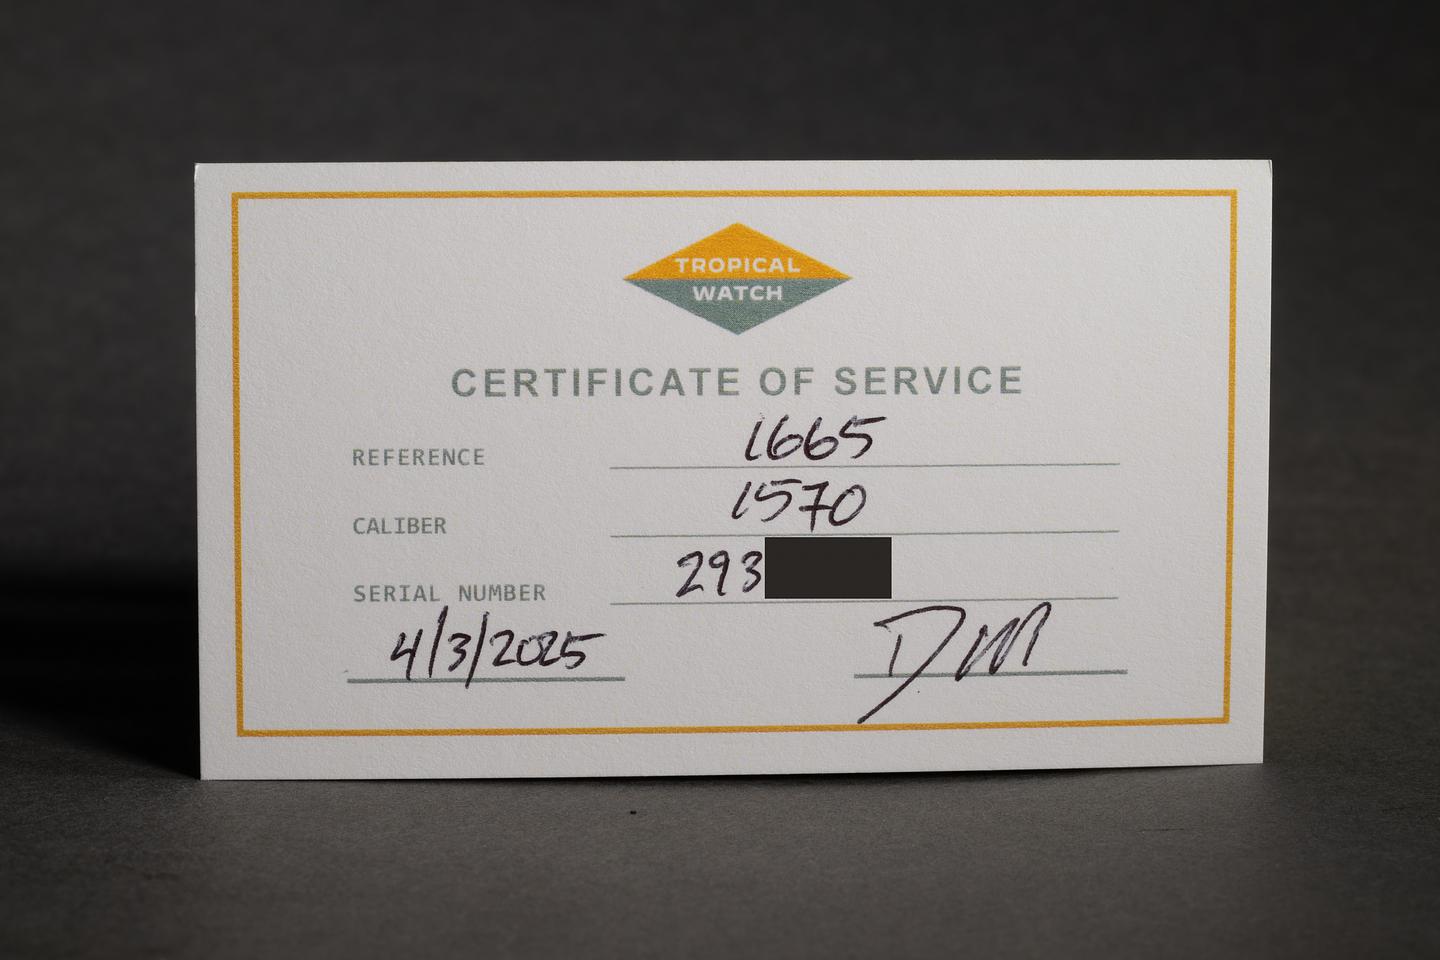 TROPICAL
WATCH
CERTIFICATE OF SERVICE
REFERENCE 1665
CALIBER 1570
SERIAL NUMBER 293
4/3/2025